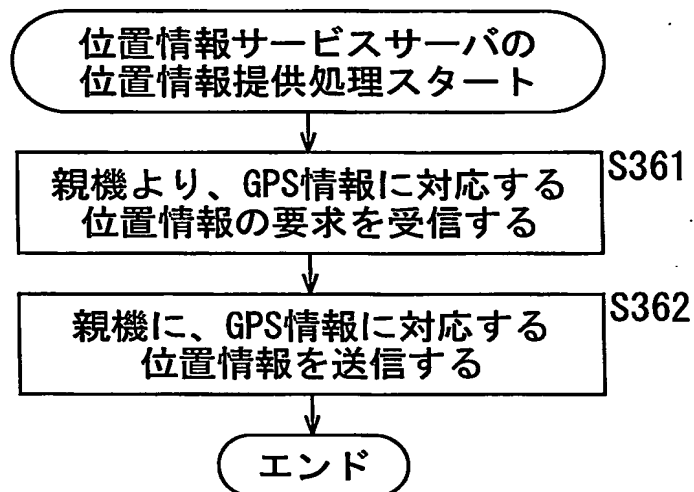 位置情報サービスサーバの
位置情報提供処理スタート
親機より、GPS情報に対応する
位置情報の要求を受信する
S361
親機に、GPS情報に対応する
位置情報を送信する
S362
エンド